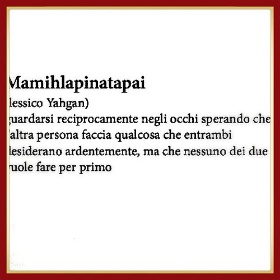 Mamihlapinatapai
lessico Yahgan)
guardarsi reciprocamente negli occhi sperando che
l'altra persona faccia qualcosa che entrambi
desiderano ardentemente, ma che nessuno dei due
vuole fare per primo